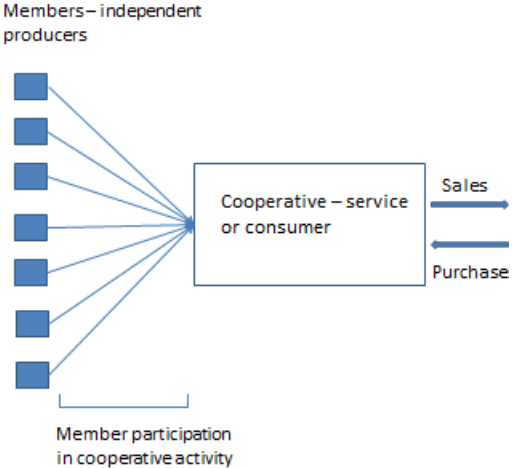 Members – independent
producers
Cooperative – service
or consumer
Sales
Purchase
Member participation
in cooperative activity